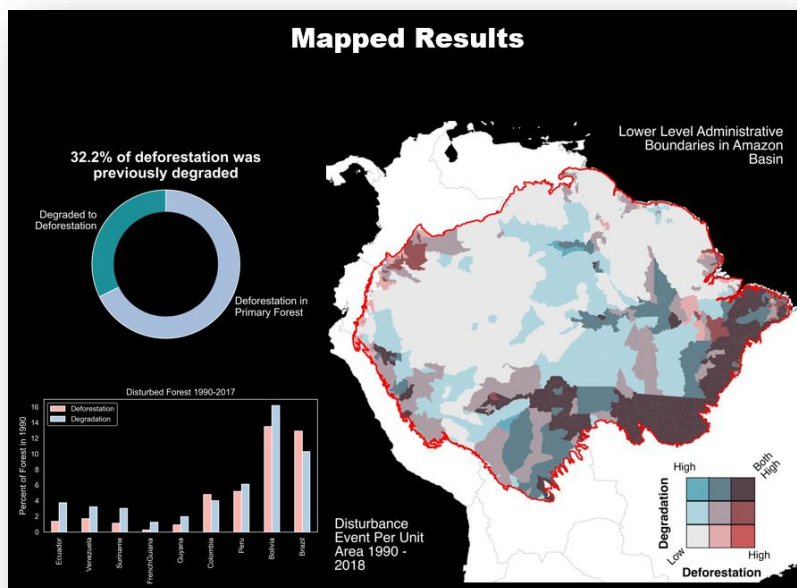 Mapped Results
32.2% of deforestation was
previously degraded
Degraded to
Deforestation
Deforestation in
Primary Forest
Lower Level Administrative
Boundaries in Amazon
Basin
Disturbed Forest 1990-2017
Deforestation
Degradation
Percent of Forest in 1990
16
14
12
10
8
6
4
2
0
Ecuador
Venezuela
Suriname
FrenchGuiana
Guyana
Colombia
Peru
Bolivia
Brazil
Disturbance
Event Per Unit
Area 1990 -
2018
High
Both
High
Degradation
Low
High
Deforestation